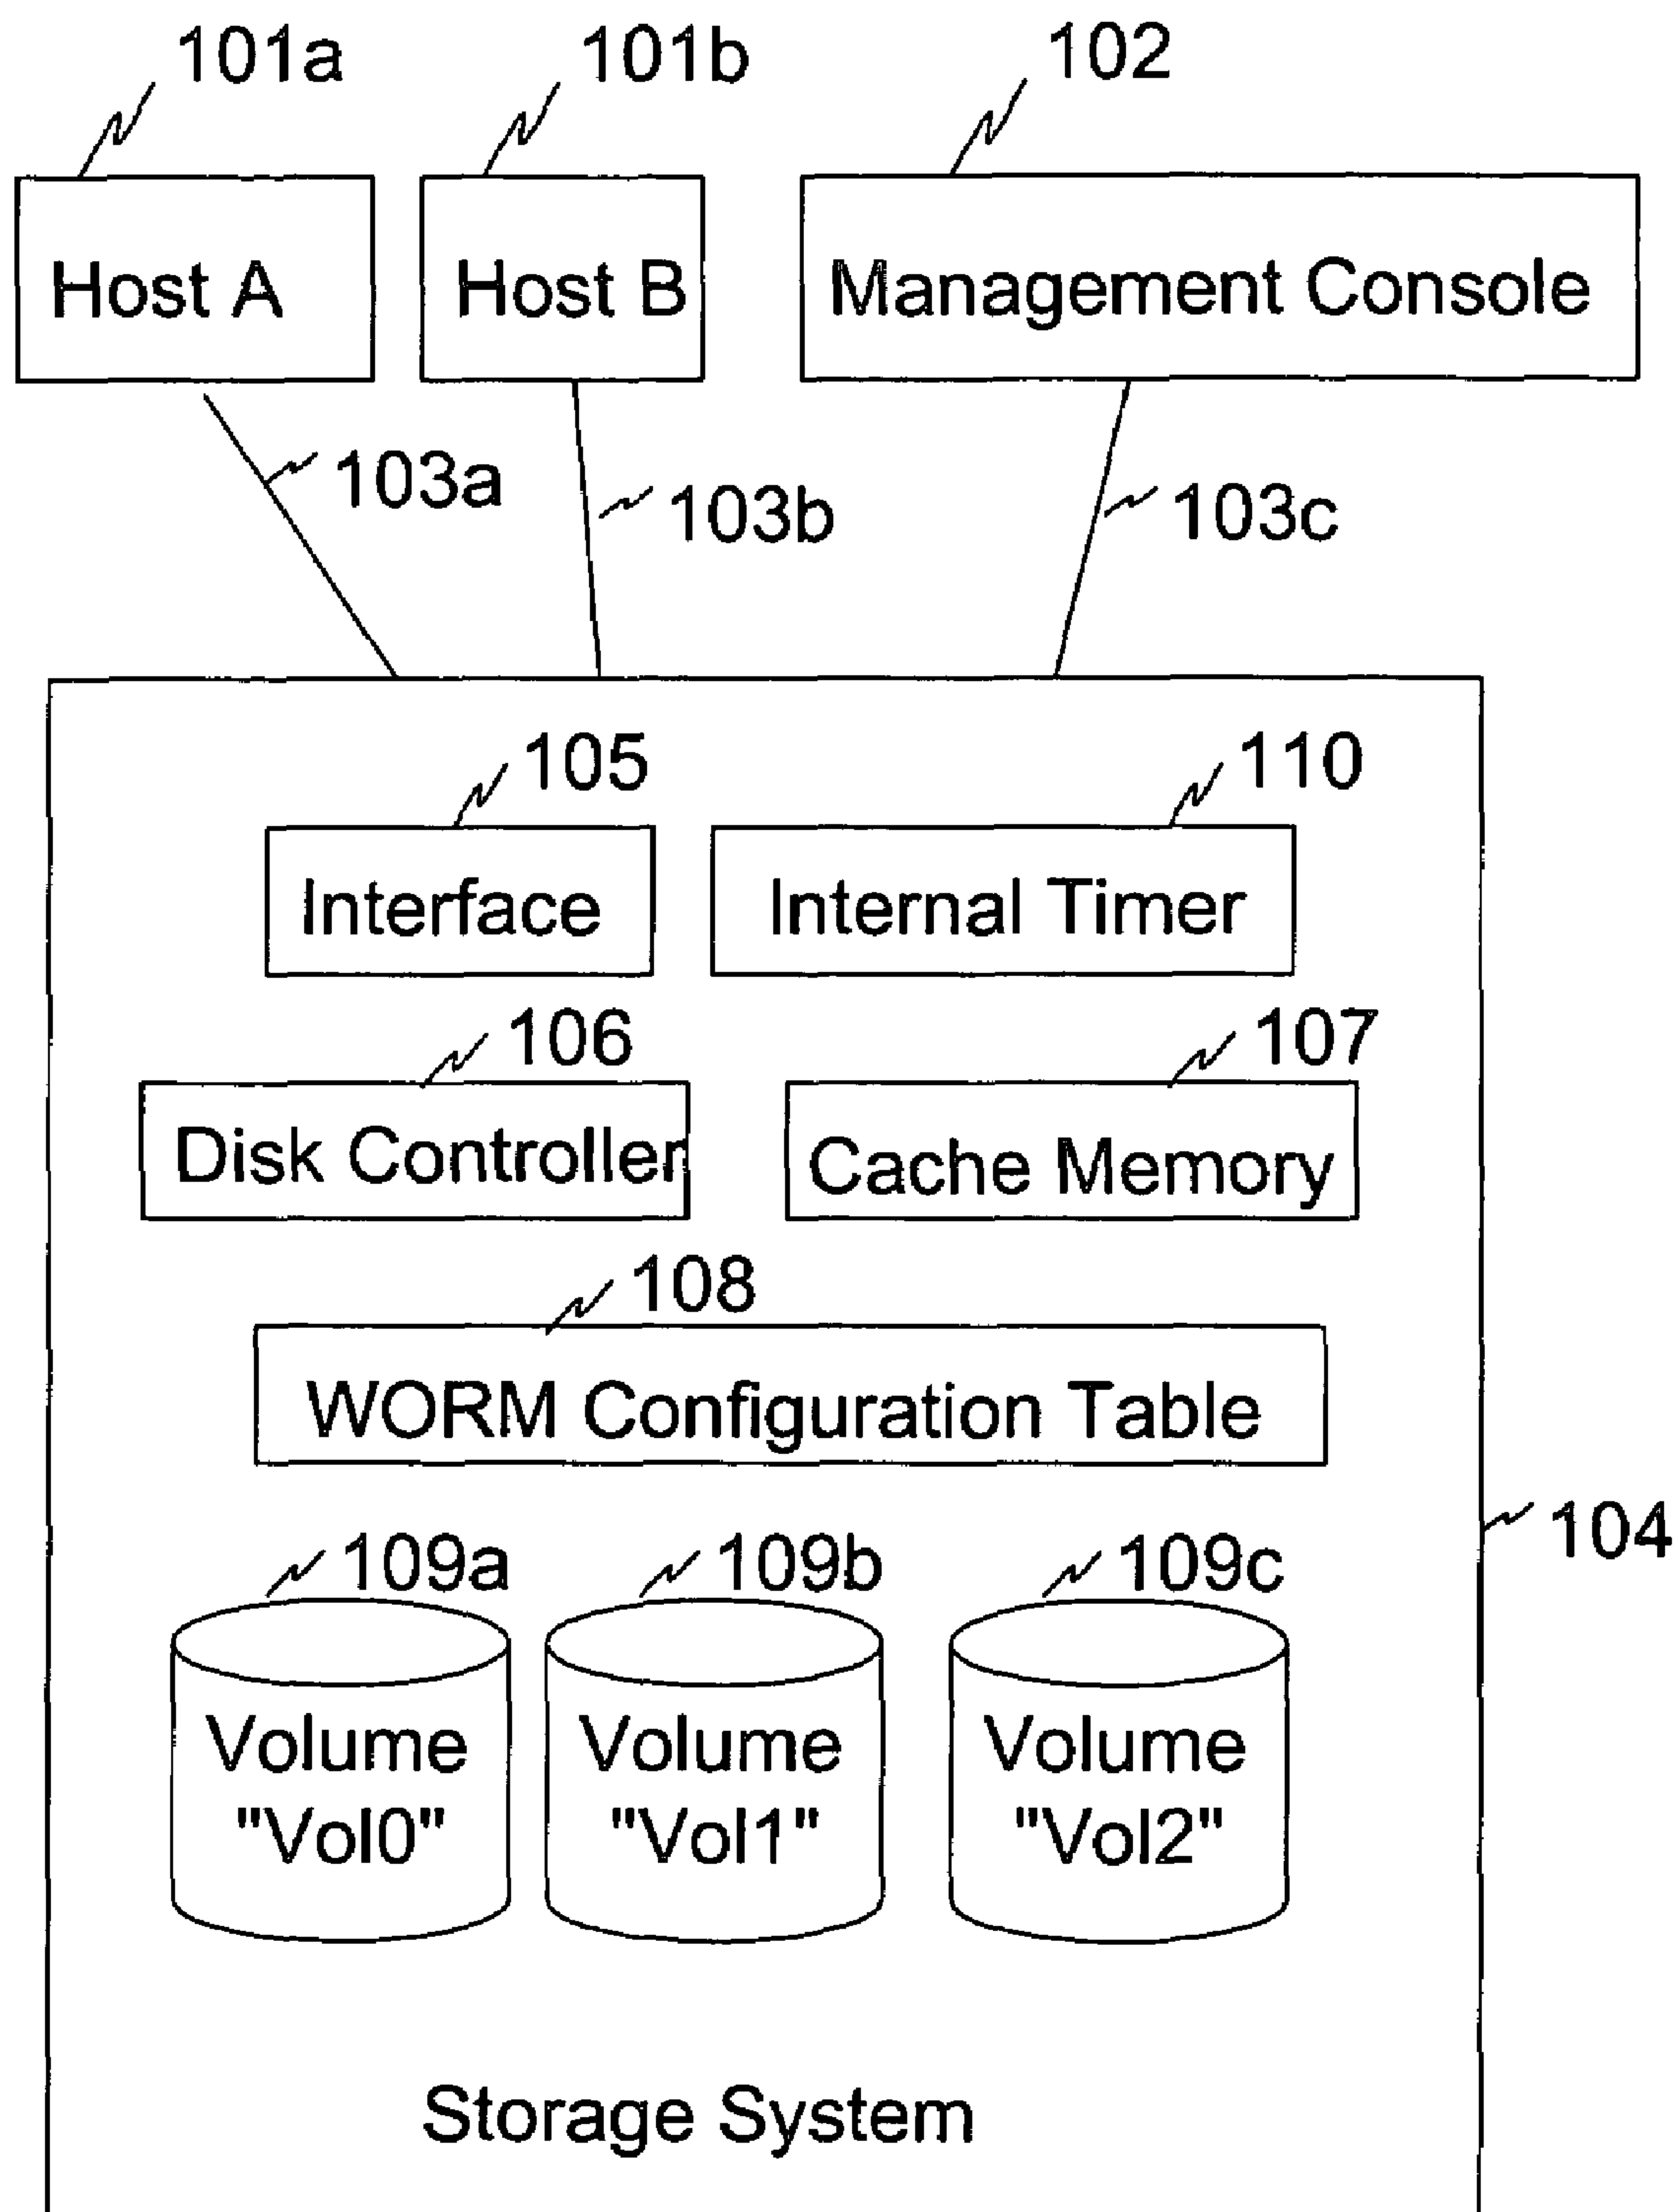 101a
101b
102
Host A
Host B
Management Console
103a
103b
103c
105
110
Interface
Internal Timer
106
107
Disk Controller
Cache Memory
108
WORM Configuration Table
104
109a
109b
109c
Volume
"Vol0"
Volume
"Vol1"
Volume
"Vol2"
Storage System